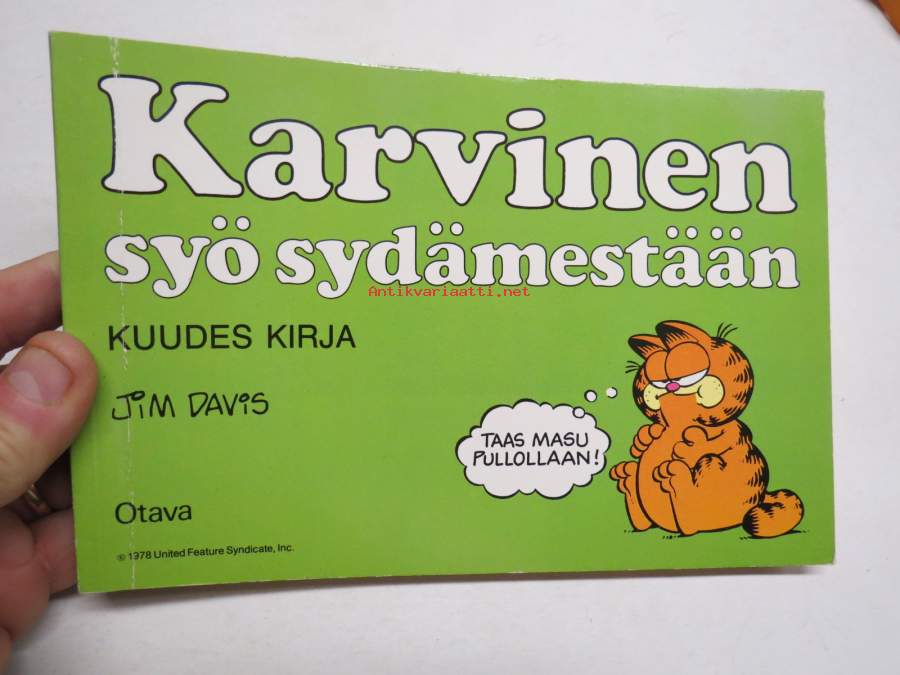 Karvinen
syö sydämestään
Antikvariaatti.net
KUUDES KIRJA
JIM DAVIS
TAAS MASU
PULLOLLAAN!
Otava
© 1978 United Feature Syndicate, Inc.